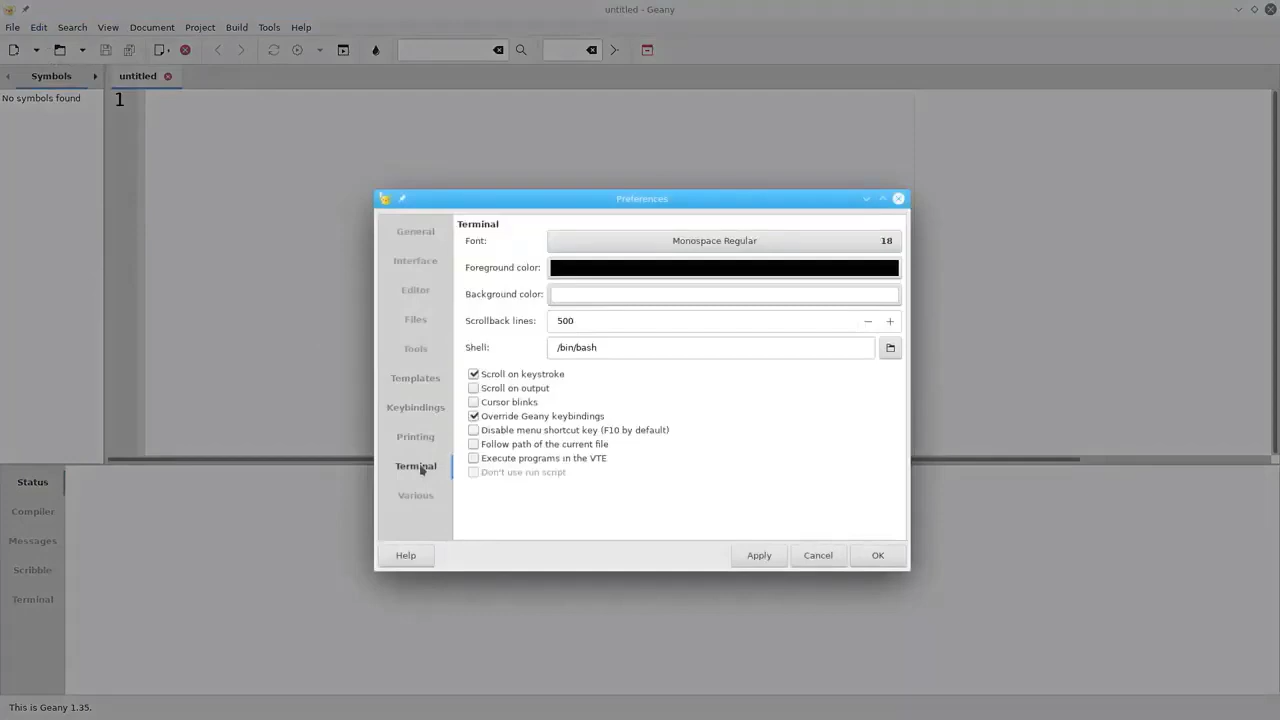 untitled - Geany
File Edit Search View Document Project Build Tools Help
Symbols
untitled
No symbols found
1
Preferences
General
Interface
Editor
Files
Tools
Templates
Keybindings
Printing
Terminal
Various
Terminal
Font: Monospace Regular 18
Foreground color:
Background color:
Scrollback lines: 500
Shell: /bin/bash
Scroll on keystroke
Scroll on output
Cursor blinks
Override Geany keybindings
Disable menu shortcut key (F10 by default)
Follow path of the current file
Execute programs in the VTE
Don't use run script
Help Apply Cancel OK
Status
Compiler
Messages
Scribble
Terminal
This is Geany 1.35.